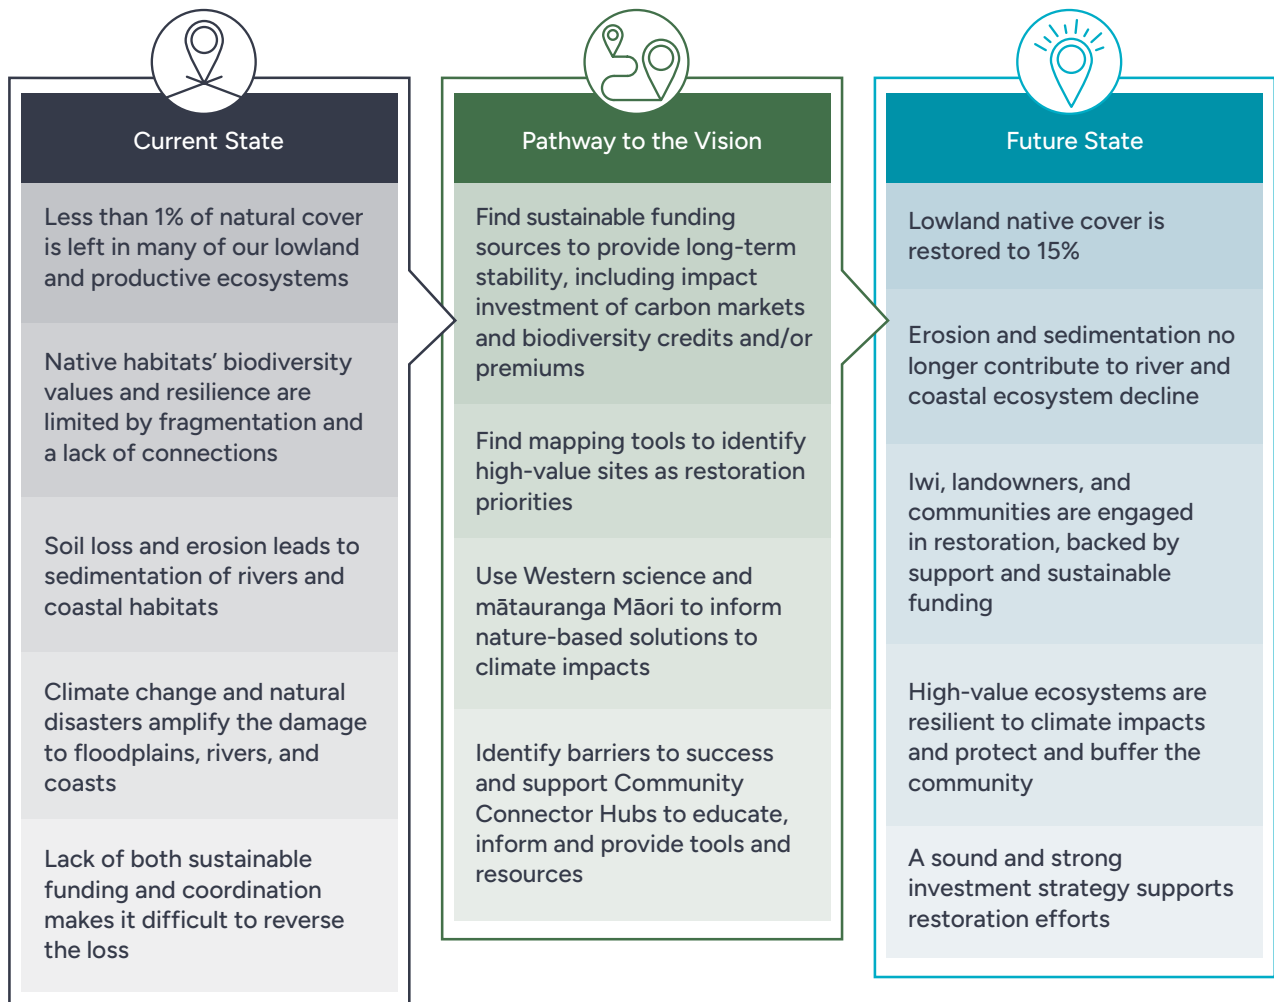 Current State
Less than 1% of natural cover
is left in many of our lowland
and productive ecosystems
Native habitats’ biodiversity
values and resilience are
limited by fragmentation and
a lack of connections
Soil loss and erosion leads to
sedimentation of rivers and
coastal habitats
Climate change and natural
disasters amplify the damage
to floodplains, rivers, and
coasts
Lack of both sustainable
funding and coordination
makes it difficult to reverse
the loss
Pathway to the Vision
Find sustainable funding
sources to provide long-term
stability, including impact
investment of carbon markets
and biodiversity credits and/or
premiums
Find mapping tools to identify
high-value sites as restoration
priorities
Use Western science and
mātauranga Māori to inform
nature-based solutions to
climate impacts
Identify barriers to success
and support Community
Connector Hubs to educate,
inform and provide tools and
resources
Future State
Lowland native cover is
restored to 15%
Erosion and sedimentation no
longer contribute to river and
coastal ecosystem decline
Iwi, landowners, and
communities are engaged
in restoration, backed by
support and sustainable
funding
High-value ecosystems are
resilient to climate impacts
and protect and buffer the
community
A sound and strong
investment strategy supports
restoration efforts